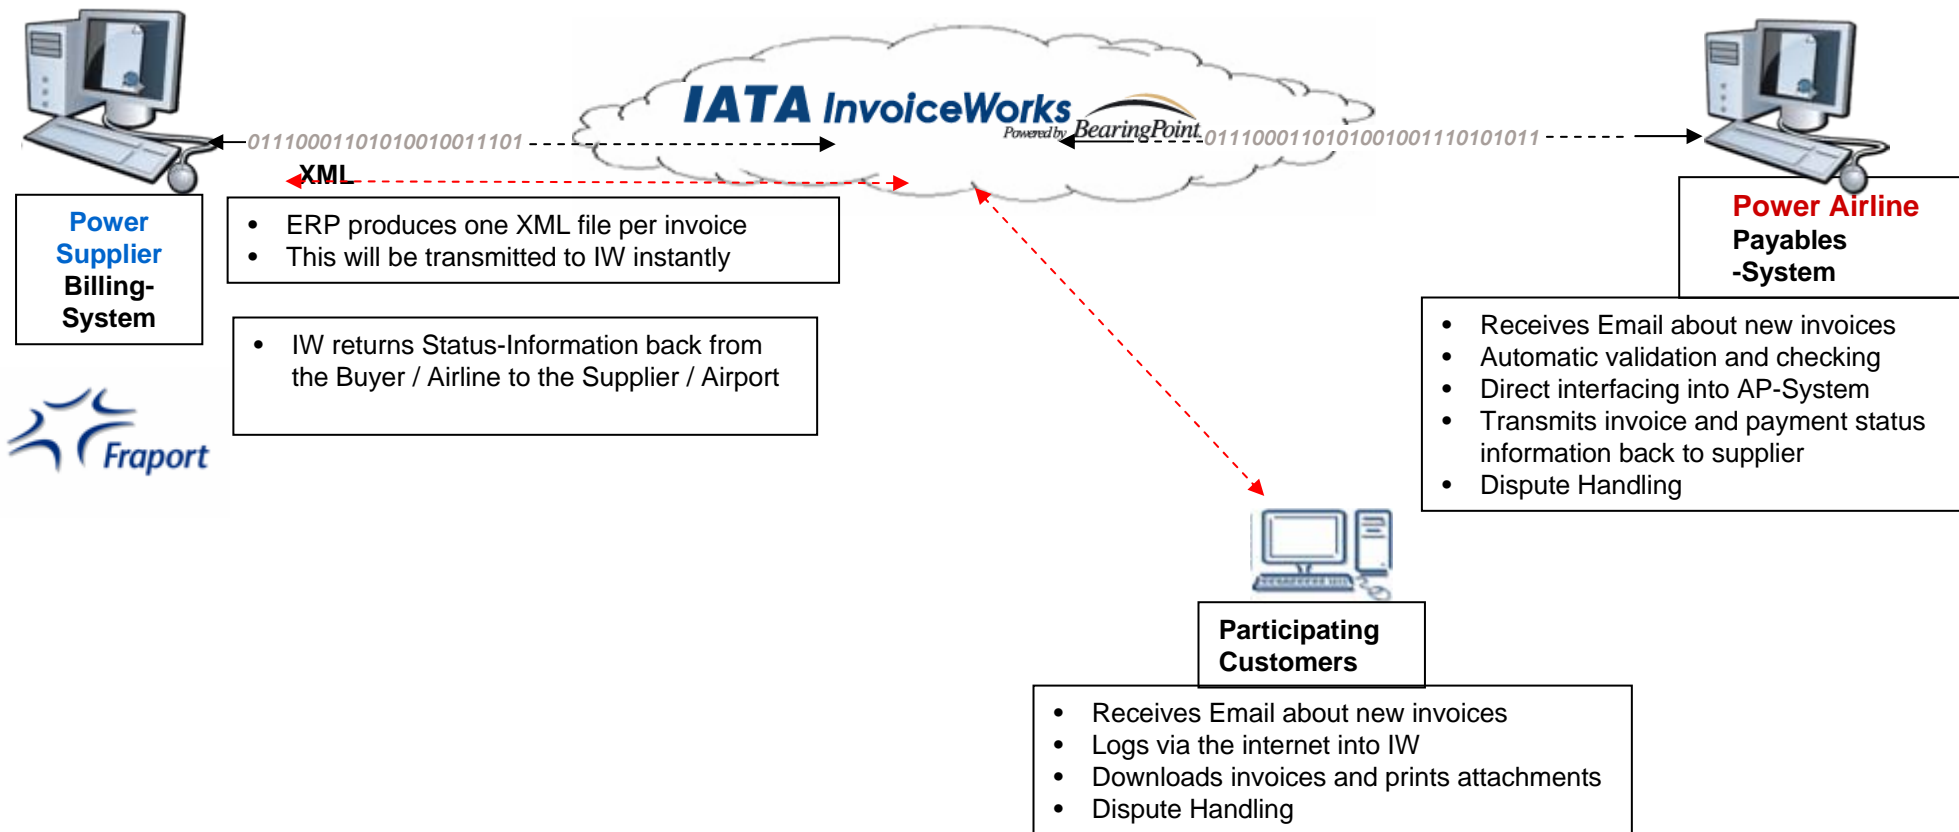 IATA InvoiceWorks
Powered by BearingPoint
01110001101010010011101
01110001101010010011101010​11
XML
Power
Supplier
Billing-
System
• ERP produces one XML file per invoice
• This will be transmitted to IW instantly
• IW returns Status-Information back from
the Buyer / Airline to the Supplier / Airport
Fraport
Power Airline
Payables
-System
• Receives Email about new invoices
• Automatic validation and checking
• Direct interfacing into AP-System
• Transmits invoice and payment status
information back to supplier
• Dispute Handling
Participating
Customers
• Receives Email about new invoices
• Logs via the internet into IW
• Downloads invoices and prints attachments
• Dispute Handling